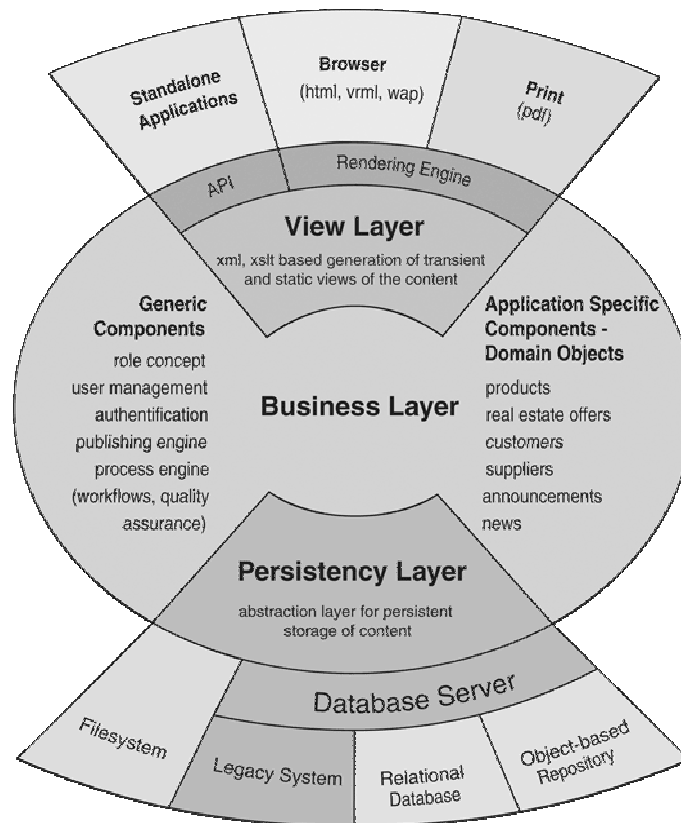 Standalone
Applications
Browser
(html, vrml, wap)
Print
(pdf)
API
Rendering Engine
View Layer
xml, xslt based generation of transient
and static views of the content
Generic
Components
role concept
user management
authentification
publishing engine
process engine
(workflows, quality
assurance)
Business Layer
Application Specific
Components -
Domain Objects
products
real estate offers
customers
suppliers
announcements
news
Persistency Layer
abstraction layer for persistent
storage of content
Database Server
Filesystem
Legacy System
Relational
Database
Object-based
Repository